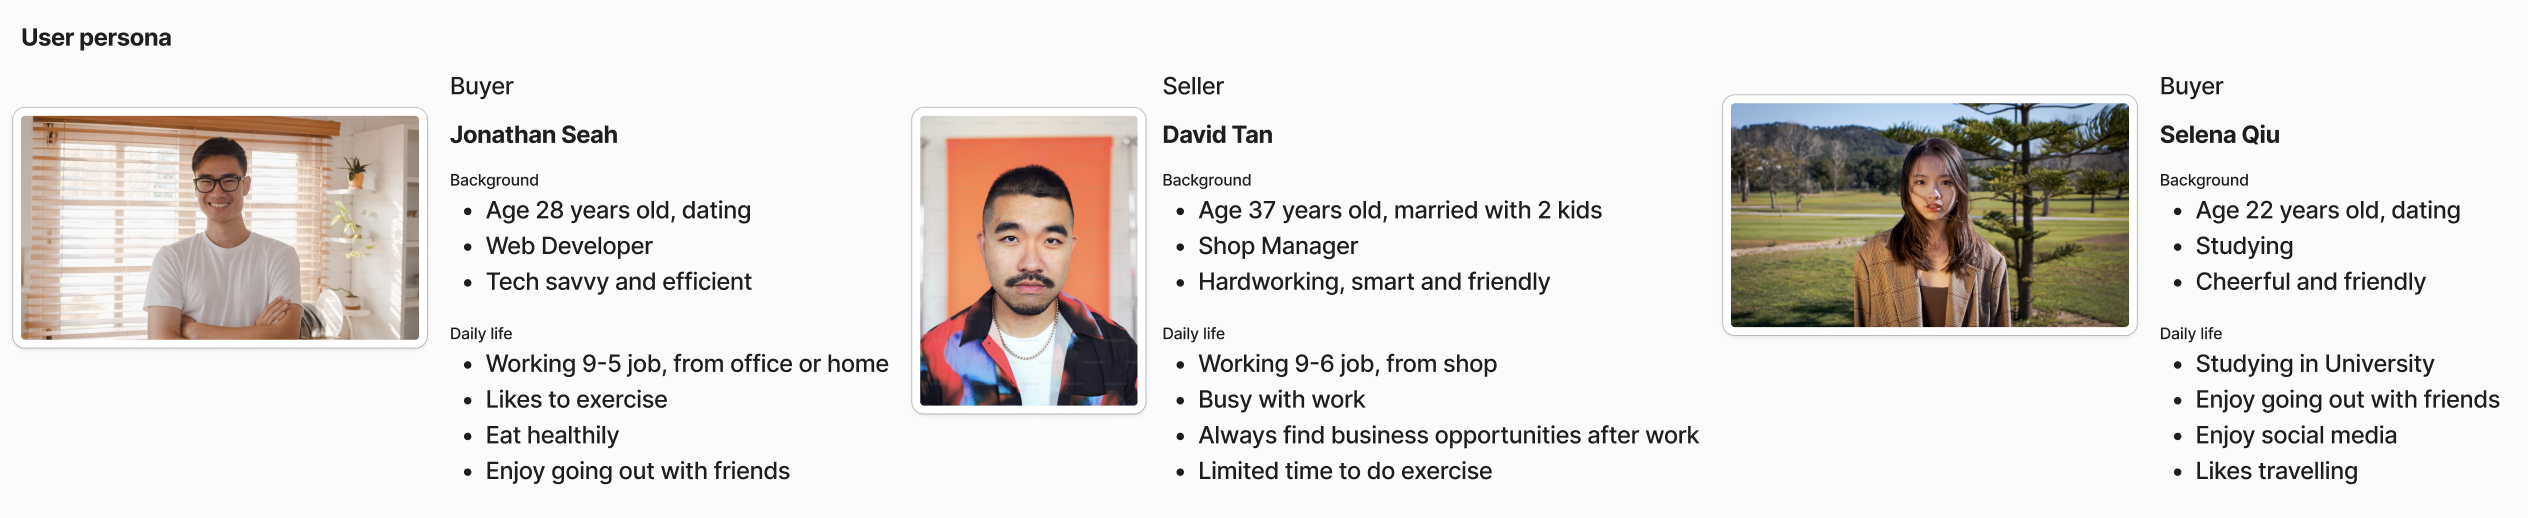 User persona
Buyer
Jonathan Seah
Background
• Age 28 years old, dating
• Web Developer
• Tech savvy and efficient
Daily life
• Working 9-5 job, from office or home
• Likes to exercise
• Eat healthily
• Enjoy going out with friends
Seller
David Tan
Background
• Age 37 years old, married with 2 kids
• Shop Manager
• Hardworking, smart and friendly
Daily life
• Working 9-6 job, from shop
• Busy with work
• Always find business opportunities after work
• Limited time to do exercise
Buyer
Selena Qiu
Background
• Age 22 years old, dating
• Studying
• Cheerful and friendly
Daily life
• Studying in University
• Enjoy going out with friends
• Enjoy social media
• Likes travelling